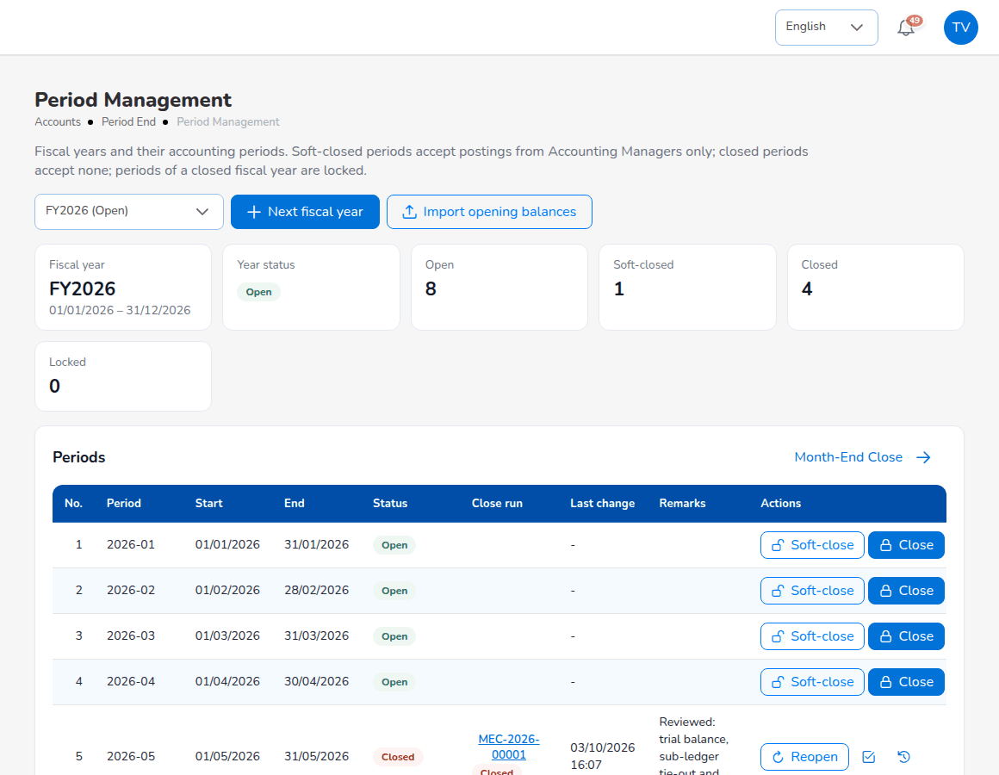 English
49
TV
Period Management
Accounts • Period End • Period Management
Fiscal years and their accounting periods. Soft-closed periods accept postings from Accounting Managers only; closed periods
accept none; periods of a closed fiscal year are locked.
FY2026 (Open)
Next fiscal year
Import opening balances
Fiscal year
FY2026
01/01/2026 – 31/12/2026
Year status
Open
Open
8
Soft-closed
1
Closed
4
Locked
0
Periods
Month-End Close
No. Period Start End Status Close run Last change Remarks Actions
1 2026-01 01/01/2026 31/01/2026 Open - Soft-close Close
2 2026-02 01/02/2026 28/02/2026 Open - Soft-close Close
3 2026-03 01/03/2026 31/03/2026 Open - Soft-close Close
4 2026-04 01/04/2026 30/04/2026 Open - Soft-close Close
5 2026-05 01/05/2026 31/05/2026 Closed
MEC-2026-
00001
Closed
03/10/2026
16:07
Reviewed:
trial balance,
sub-ledger
tie-out and
Reopen